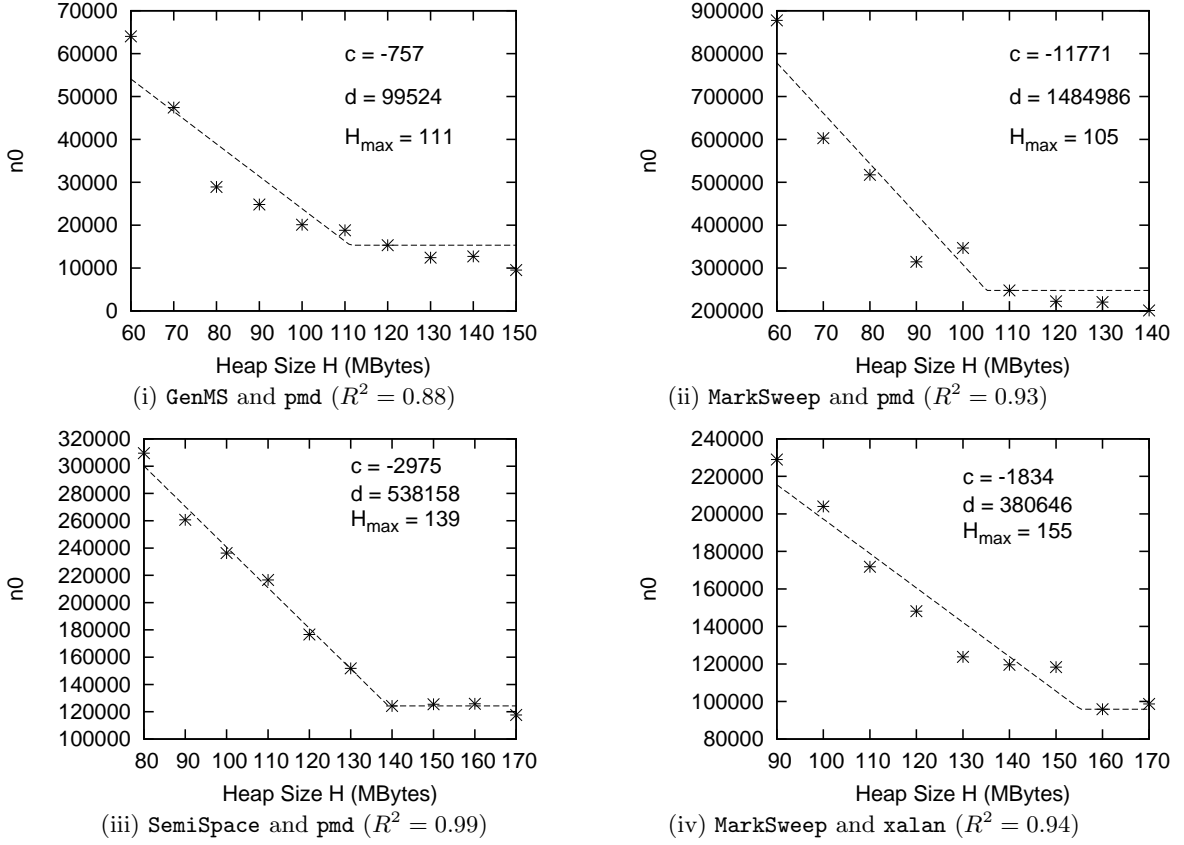 70000
60000
50000
40000
30000
20000
10000
0
n0
c = -757
d = 99524
H_max = 111
60 70 80 90 100 110 120 130 140 150
Heap Size H (MBytes)
(i) GenMS and pmd (R² = 0.88)
900000
800000
700000
600000
500000
400000
300000
200000
n0
c = -11771
d = 1484986
H_max = 105
60 70 80 90 100 110 120 130 140
Heap Size H (MBytes)
(ii) MarkSweep and pmd (R² = 0.93)
320000
300000
280000
260000
240000
220000
200000
180000
160000
140000
120000
100000
n0
c = -2975
d = 538158
H_max = 139
80 90 100 110 120 130 140 150 160 170
Heap Size H (MBytes)
(iii) SemiSpace and pmd (R² = 0.99)
240000
220000
200000
180000
160000
140000
120000
100000
80000
n0
c = -1834
d = 380646
H_max = 155
90 100 110 120 130 140 150 160 170
Heap Size H (MBytes)
(iv) MarkSweep and xalan (R² = 0.94)